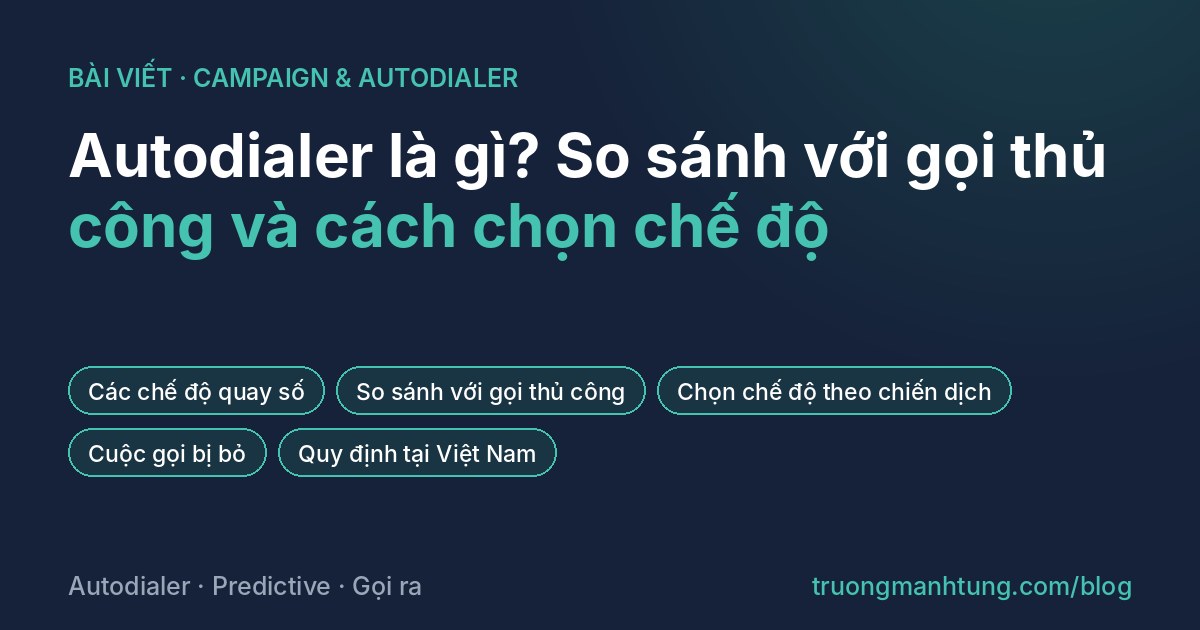 BÀI VIẾT · CAMPAIGN & AUTODIALER
Autodialer là gì? So sánh với gọi thủ
công và cách chọn chế độ
Các chế độ quay số
So sánh với gọi thủ công
Chọn chế độ theo chiến dịch
Cuộc gọi bị bỏ
Quy định tại Việt Nam
Autodialer · Predictive · Gọi ra
truongmanhtung.com/blog